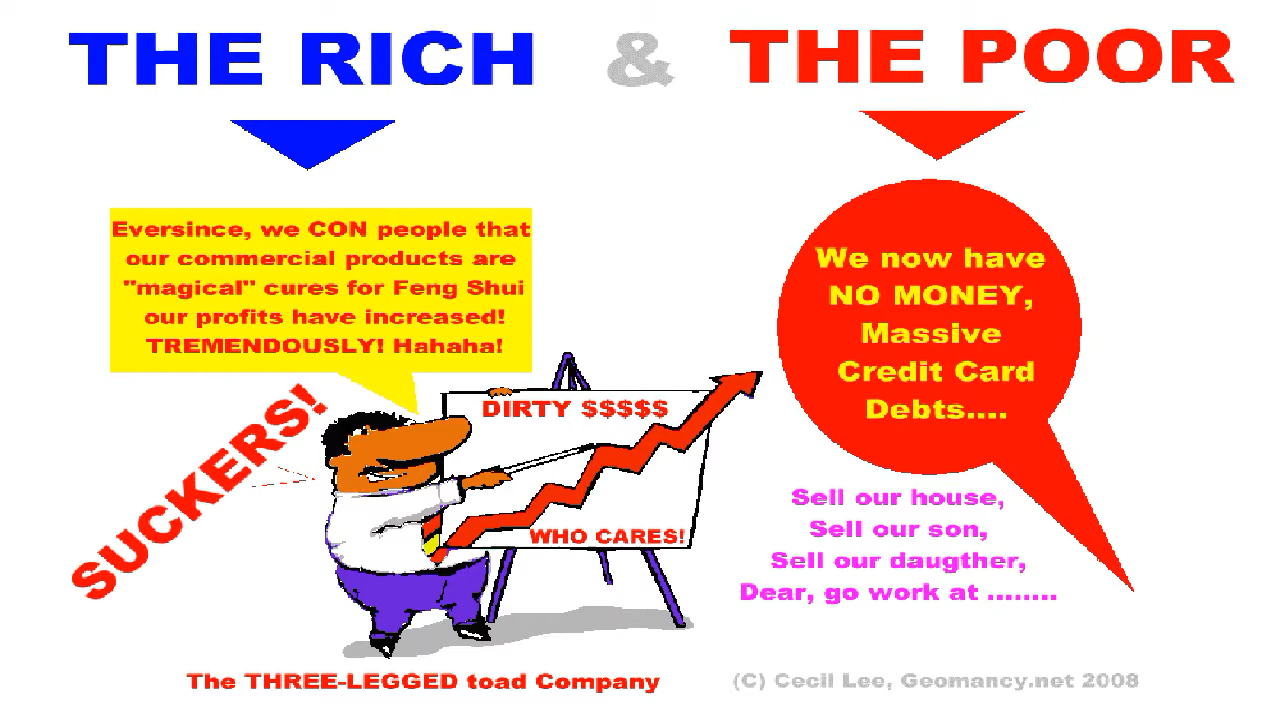 THE RICH & THE POOR
Eversince, we CON people that
our commercial products are
"magical" cures for Feng Shui
our profits have increased!
TREMENDOUSLY! Hahaha!
SUCKERS!
DIRTY $$$$$
WHO CARES!
We now have
NO MONEY,
Massive
Credit Card
Debts....
Sell our house,
Sell our son,
Sell our daugther,
Dear, go work at ........
The THREE-LEGGED toad Company
(C) Cecil Lee, Geomancy.net 2008